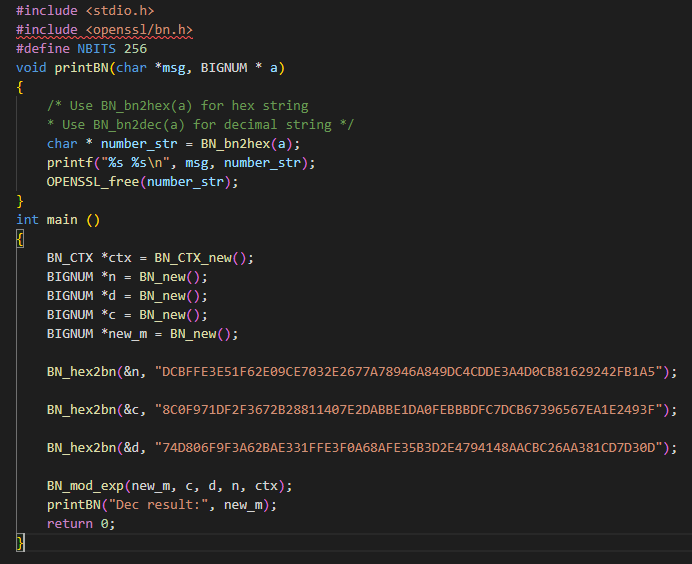 #include <stdio.h>
#include <openssl/bn.h>
#define NBITS 256
void printBN(char *msg, BIGNUM * a)
{
/* Use BN_bn2hex(a) for hex string
* Use BN_bn2dec(a) for decimal string */
char * number_str = BN_bn2hex(a);
printf("%s %s\n", msg, number_str);
OPENSSL_free(number_str);
}
int main ()
{
BN_CTX *ctx = BN_CTX_new();
BIGNUM *n = BN_new();
BIGNUM *d = BN_new();
BIGNUM *c = BN_new();
BIGNUM *new_m = BN_new();
BN_hex2bn(&n, "DCBFFE3E51F62E09CE7032E2677A78946A849DC4CDDE3A4D0CB81629242FB1A5");
BN_hex2bn(&c, "8C0F971DF2F3672B28811407E2DABBE1DA0FEBBBDFC7DCB67396567EA1E2493F");
BN_hex2bn(&d, "74D806F9F3A62BAE331FFE3F0A68AFE35B3D2E4794148AACBC26AA381CD7D30D");
BN_mod_exp(new_m, c, d, n, ctx);
printBN("Dec result:", new_m);
return 0;
}